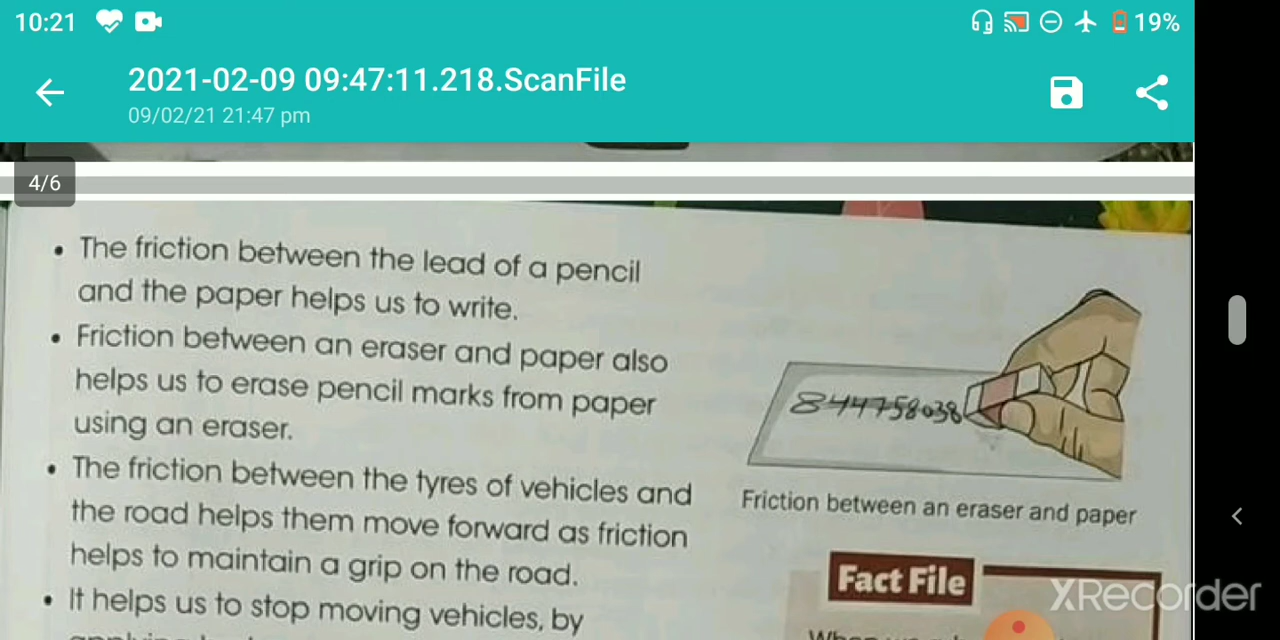 10:21 19%
2021-02-09 09:47:11.218.ScanFile
09/02/21 21:47 pm
4/6
• The friction between the lead of a pencil
and the paper helps us to write.
• Friction between an eraser and paper also
helps us to erase pencil marks from paper
using an eraser.
• The friction between the tyres of vehicles and
the road helps them move forward as friction
helps to maintain a grip on the road.
• It helps us to stop moving vehicles, by
844758038
Friction between an eraser and paper
Fact File
XRecorder